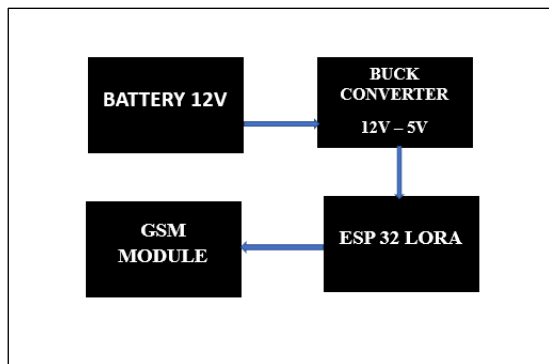 BATTERY 12V
BUCK
CONVERTER
12V – 5V
GSM
MODULE
ESP 32 LORA